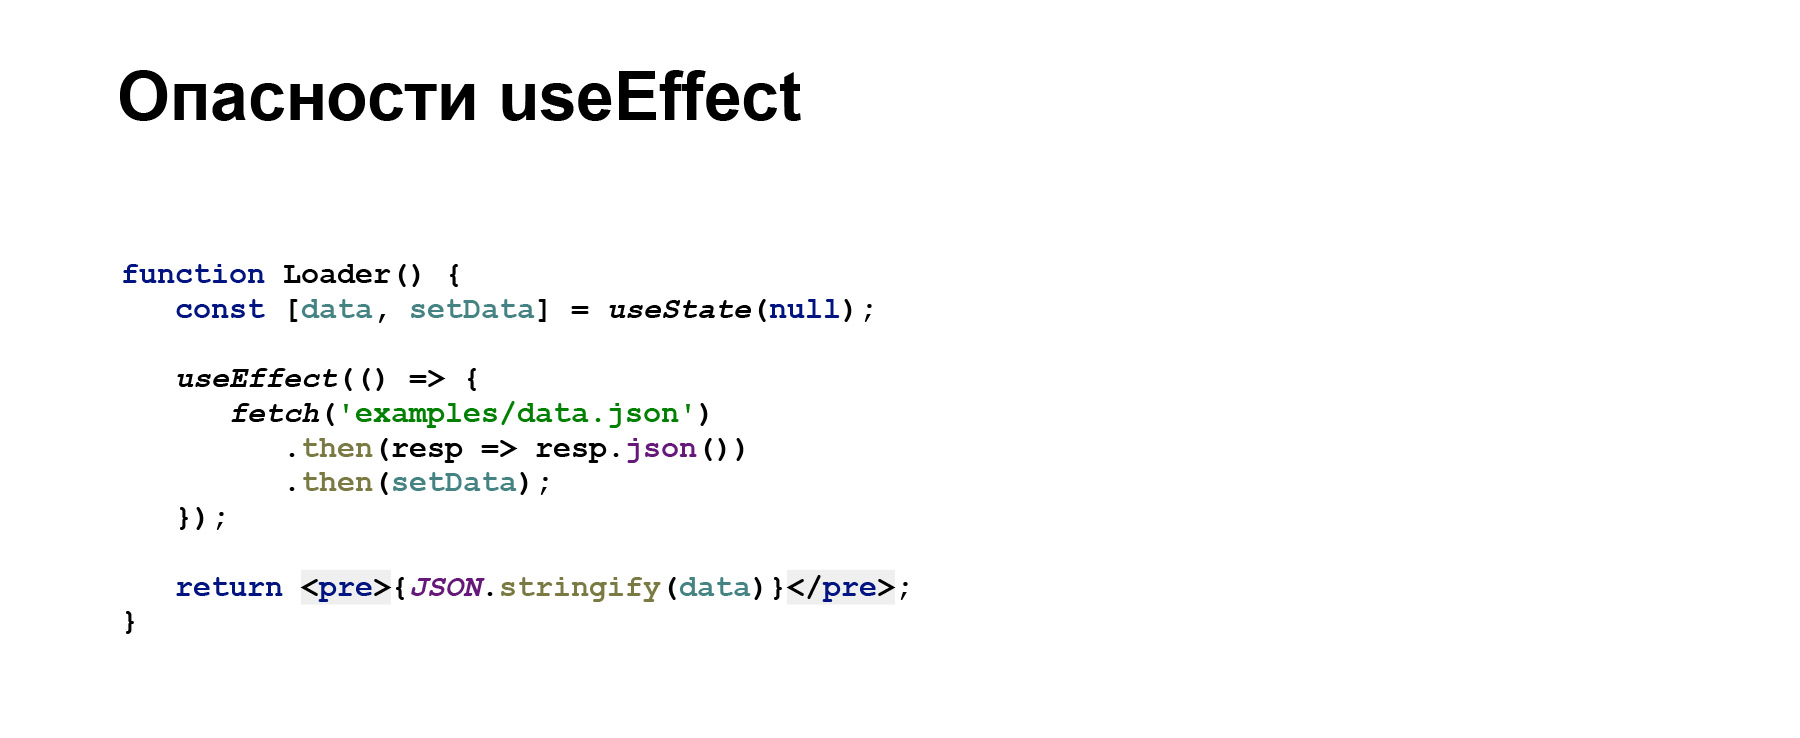 Опасности useEffect
function Loader() {
   const [data, setData] = useState(null);
   useEffect(() => {
      fetch('examples/data.json')
         .then(resp => resp.json())
         .then(setData);
   });
   return <pre>{JSON.stringify(data)}</pre>;
}